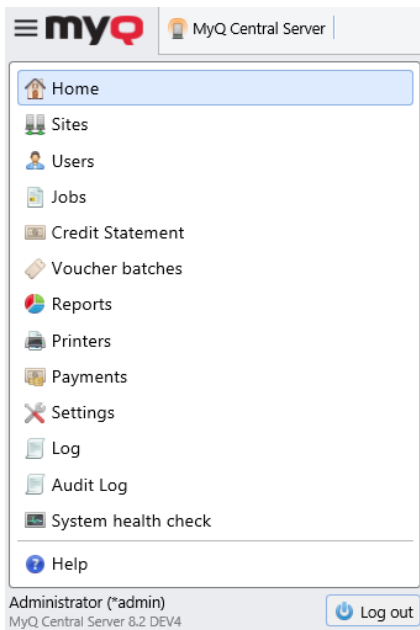 myQ MyQ Central Server
Home
Sites
Users
Jobs
Credit Statement
Voucher batches
Reports
Printers
Payments
Settings
Log
Audit Log
System health check
Help
Administrator (*admin)
MyQ Central Server 8.2 DEV4
Log out